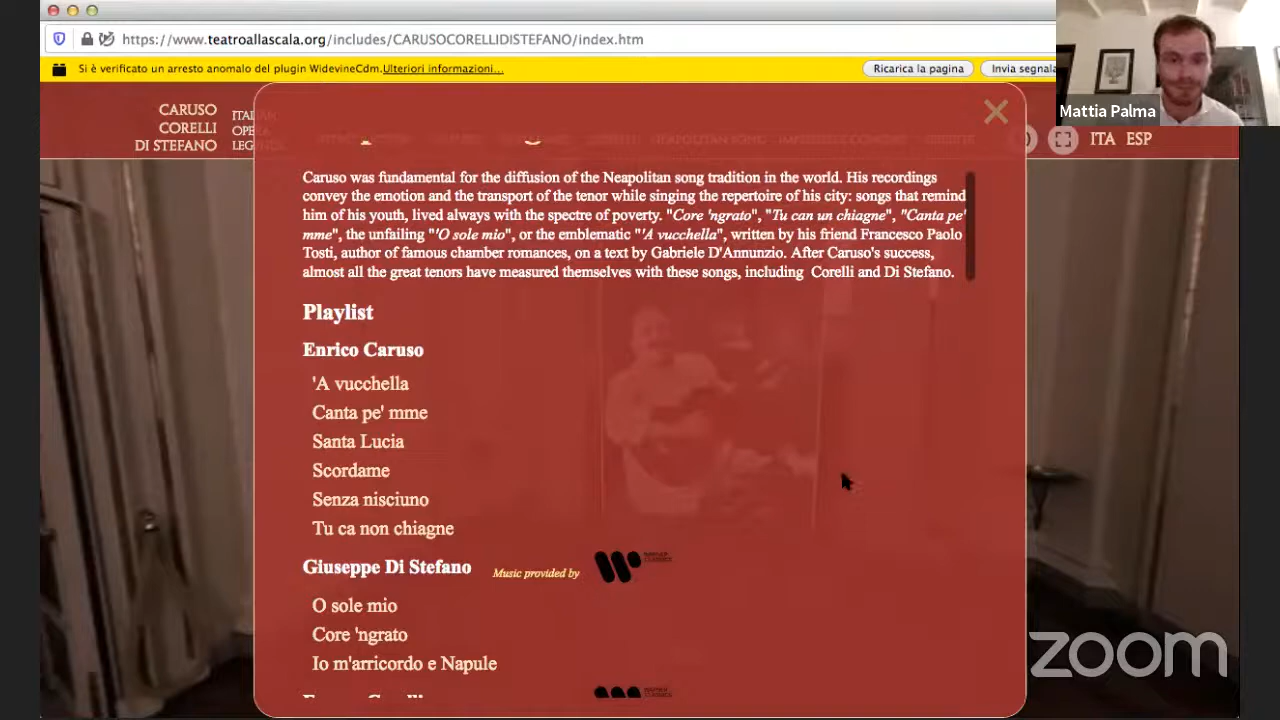 https://www.teatroallascala.org/includes/CARUSOCORELLIDISTEFANO/index.htm
Si è verificato un arresto anomalo del plugin WidevineCdm. Ulteriori informazioni...
Ricarica la pagina
Invia segnala
Mattia Palma
CARUSO
CORELLI
DI STEFANO
ITA ESP
Caruso was fundamental for the diffusion of the Neapolitan song tradition in the world. His recordings
convey the emotion and the transport of the tenor while singing the repertoire of his city: songs that remind
him of his youth, lived always with the spectre of poverty. "Core 'ngrato", "Tu can un chiagne", "Canta pe'
mme", the unfailing "'O sole mio", or the emblematic "'A vucchella", written by his friend Francesco Paolo
Tosti, author of famous chamber romances, on a text by Gabriele D'Annunzio. After Caruso's success,
almost all the great tenors have measured themselves with these songs, including Corelli and Di Stefano.
Playlist
Enrico Caruso
'A vucchella
Canta pe' mme
Santa Lucia
Scordame
Senza nisciuno
Tu ca non chiagne
Giuseppe Di Stefano
Music provided by
O sole mio
Core 'ngrato
Io m'arricordo e Napule
zoom